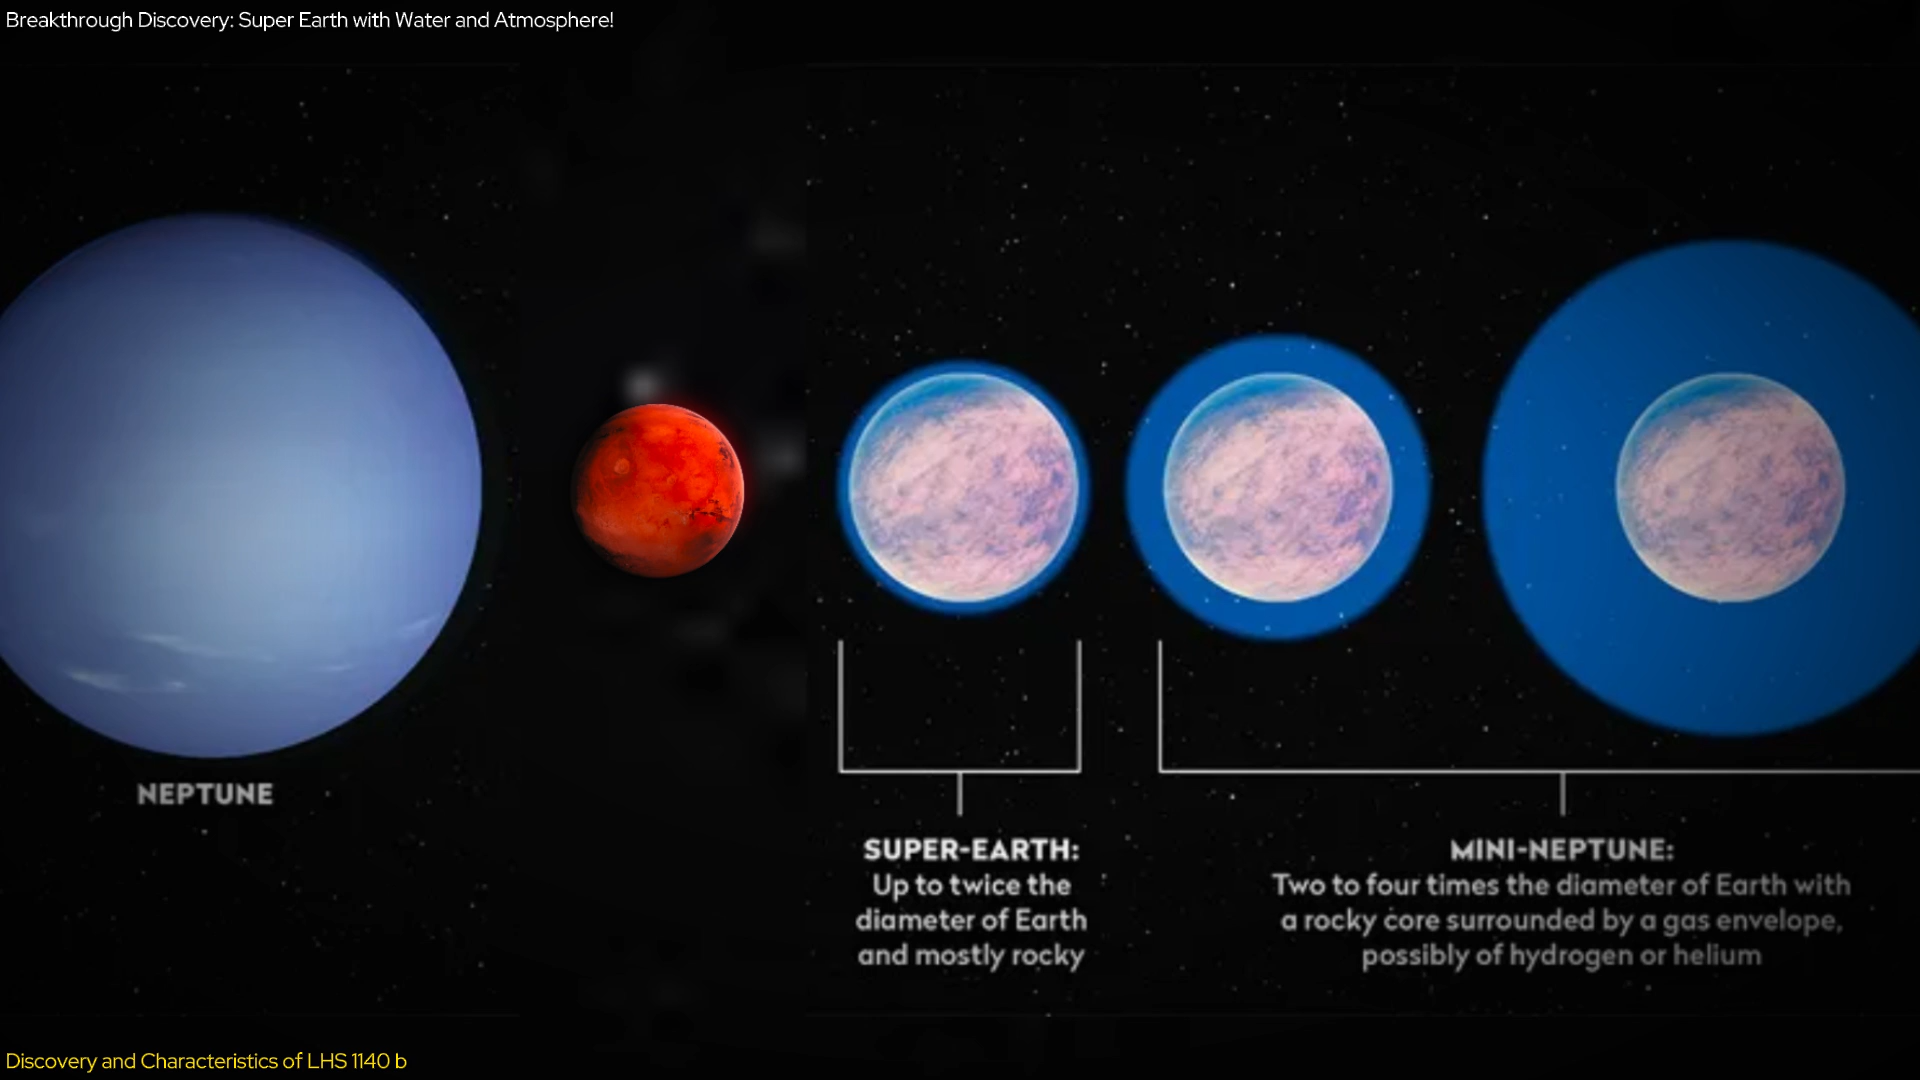 Breakthrough Discovery: Super Earth with Water and Atmosphere!
NEPTUNE
SUPER-EARTH:
Up to twice the
diameter of Earth
and mostly rocky
MINI-NEPTUNE:
Two to four times the diameter of Earth with
a rocky core surrounded by a gas envelope,
possibly of hydrogen or helium
Discovery and Characteristics of LHS 1140 b